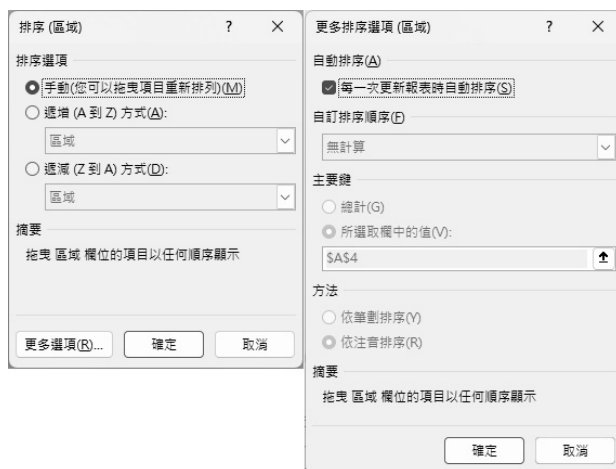 排序 (區域)
?
排序選項
手動(您可以拖曳項目重新排列)(M)
遞增 (A 到 Z) 方式(A):
區域
遞減 (Z 到 A) 方式(D):
區域
摘要
拖曳 區域 欄位的項目以任何順序顯示
更多選項(R)... 確定 取消
更多排序選項 (區域)
?
自動排序(A)
每一次更新報表時自動排序(S)
自訂排序順序(F)
無計算
主要鍵
總計(G)
所選取欄中的值(V):
$A$4
方法
依筆劃排序(Y)
依注音排序(R)
摘要
拖曳 區域 欄位的項目以任何順序顯示
確定 取消